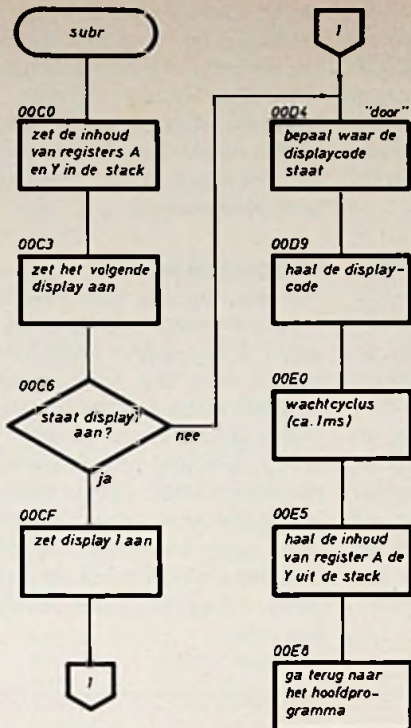 subr
00C0
zet de inhoud
van registers A
en Y in de stack
00C3
zet het volgende
display aan
00C6
staat display
aan?
nee
ja
00CF
zet display 1 aan
1
1
00D4
"door"
bepaal waar de
displaycode
staat
00D9
haal de display-
code
00E0
wachtcyclus
(ca. 1ms)
00E5
haal de inhoud
van register A de
Y uit de stack
00E8
ga terug naar
het hoofdpro-
gramma